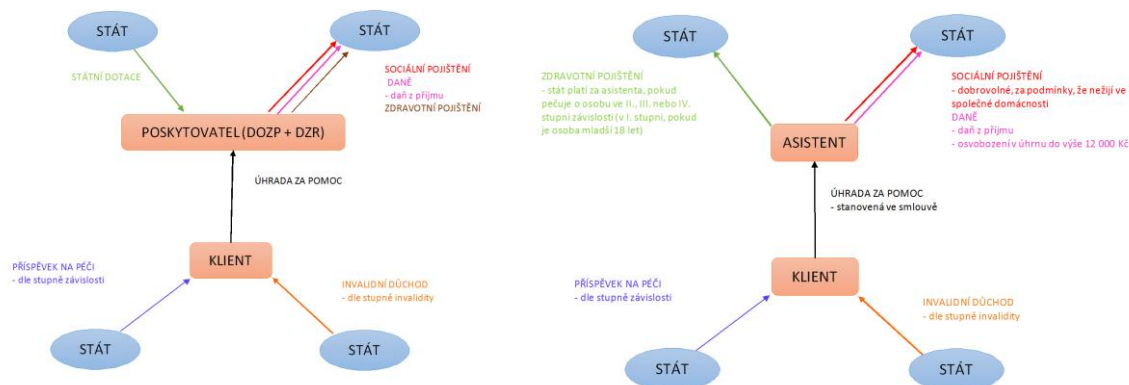 STÁT
STÁT
STÁTNÍ DOTACE
SOCIÁLNÍ POJIŠTĚNÍ
DANĚ
- daň z příjmu
ZDRAVOTNÍ POJIŠTĚNÍ
POSKYTOVATEL (DOZP + DZR)
ÚHRADA ZA POMOC
KLIENT
PŘÍSPĚVEK NA PÉČI
- dle stupně závislosti
INVALIDNÍ DŮCHOD
- dle stupně invalidity
STÁT
STÁT
STÁT
STÁT
ZDRAVOTNÍ POJIŠTĚNÍ
- stát platí za asistenta, pokud
pečuje o osobu ve II., III. nebo IV.
stupni závislosti (v I. stupni, pokud
je osoba mladší 18 let)
SOCIÁLNÍ POJIŠTĚNÍ
- dobrovolné, za podmínky, že nežijí ve
společné domácnosti
DANĚ
- daň z příjmu
- osvobození v úhrnu do výše 12 000 Kč
ASISTENT
ÚHRADA ZA POMOC
- stanovená ve smlouvě
KLIENT
PŘÍSPĚVEK NA PÉČI
- dle stupně závislosti
INVALIDNÍ DŮCHOD
- dle stupně invalidity
STÁT
STÁT